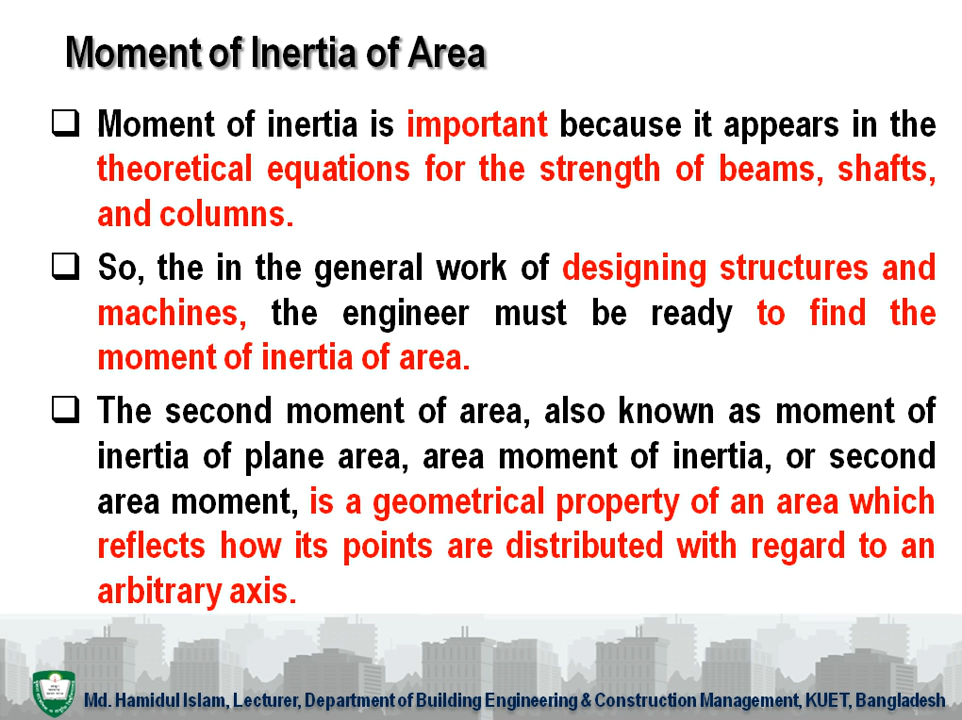 Moment of Inertia of Area
Moment of inertia is important because it appears in the
theoretical equations for the strength of beams, shafts,
and columns.
So, the in the general work of designing structures and
machines, the engineer must be ready to find the
moment of inertia of area.
The second moment of area, also known as moment of
inertia of plane area, area moment of inertia, or second
area moment, is a geometrical property of an area which
reflects how its points are distributed with regard to an
arbitrary axis.
Md. Hamidul Islam, Lecturer, Department of Building Engineering & Construction Management, KUET, Bangladesh